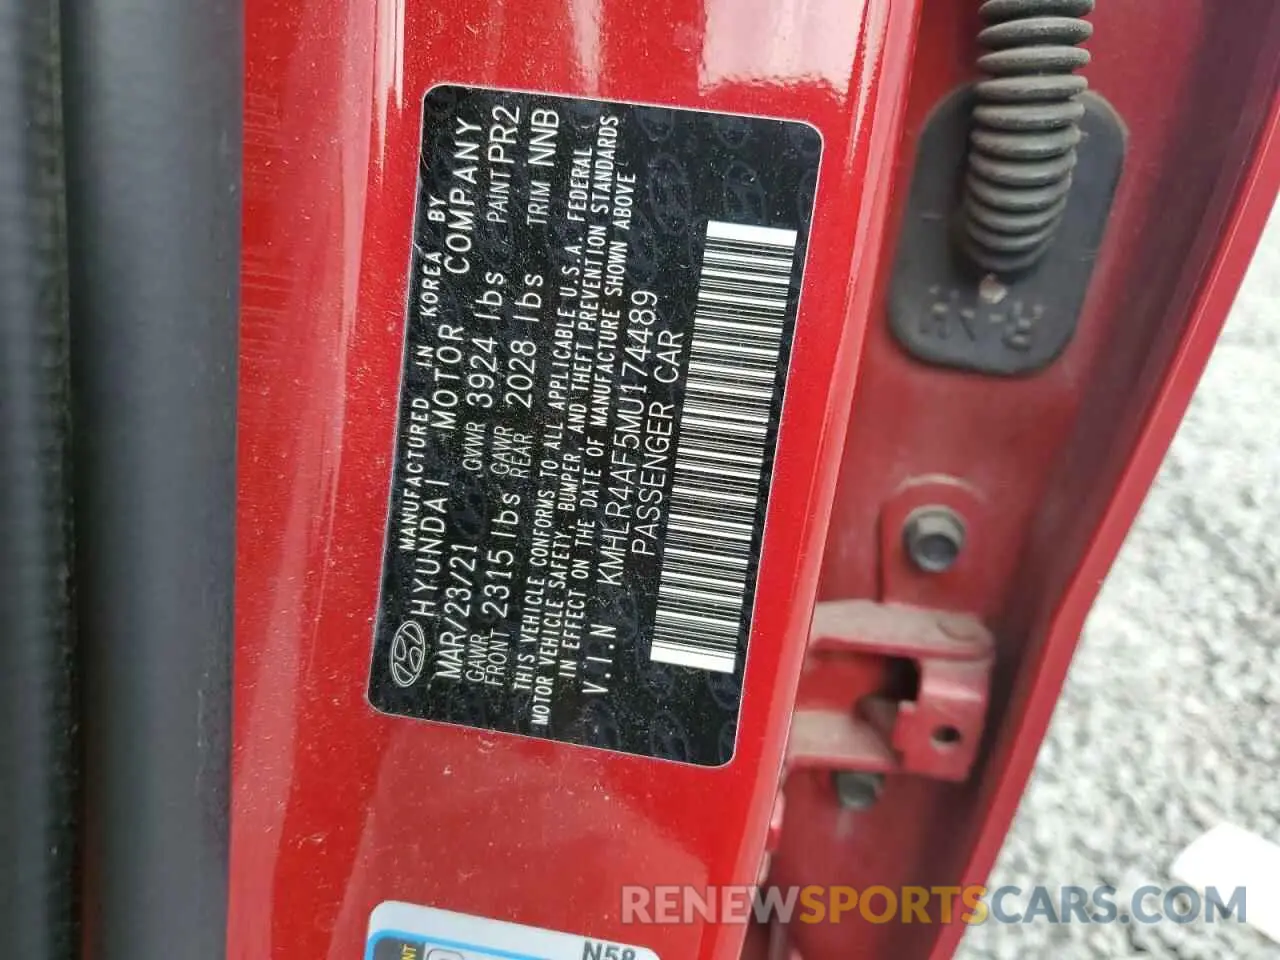 MANUFACTURED IN KOREA BY
HYUNDAI MOTOR COMPANY
MAR/23/21 GVWR 3924 lbs PAINT PR2
GAWR FRONT 2315 lbs GAWR REAR 2028 lbs TRIM NNB
THIS VEHICLE CONFORMS TO ALL APPLICABLE U.S.A. FEDERAL
MOTOR VEHICLE SAFETY, BUMPER, AND THEFT PREVENTION STANDARDS
IN EFFECT ON THE DATE OF MANUFACTURE SHOWN ABOVE
V.I.N KMHLR4AF5MU174489
PASSENGER CAR
N58
RENEWSPORTSCARS.COM